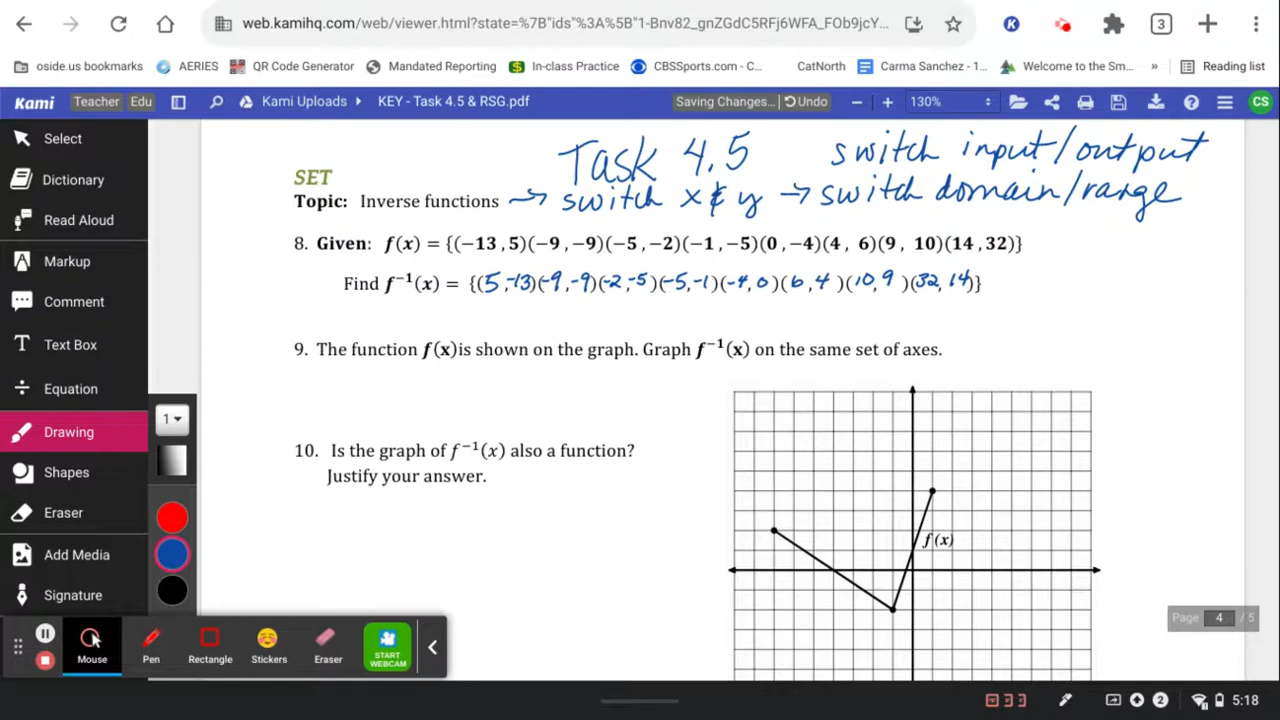 web.kamihq.com/web/viewer.html?state=%7B"ids"%3A%5B"1-Bnv82_gnZGdC5RFj6WFA_FOb9jcY...
3
oside.us bookmarks AERIES QR Code Generator Mandated Reporting In-class Practice CBSSports.com - C... CatNorth Carma Sanchez - 1... Welcome to the Sm... » Reading list
Kami Teacher Edu Kami Uploads KEY - Task 4.5 & RSG.pdf Saving Changes... Undo 130% CS
Select
Dictionary
Read Aloud
Markup
Comment
Text Box
Equation
Drawing
Shapes
Eraser
Add Media
Signature
1
Task 4.5 switch input/output
SET
Topic: Inverse functions → switch x & y → switch domain/range
8. Given: f(x) = {(−13, 5)(−9, −9)(−5, −2)(−1, −5)(0, −4)(4, 6)(9, 10)(14, 32)}
Find f⁻¹(x) = {(5, -13)(-9, -9)(-2, -5)(-5, -1)(-4, 0)(6, 4)(10, 9)(32, 14)}
9. The function f(x)is shown on the graph. Graph f⁻¹(x) on the same set of axes.
10. Is the graph of f⁻¹(x) also a function?
Justify your answer.
f(x)
Page 4 / 5
Mouse Pen Rectangle Stickers Eraser START WEBCAM
2 5:18